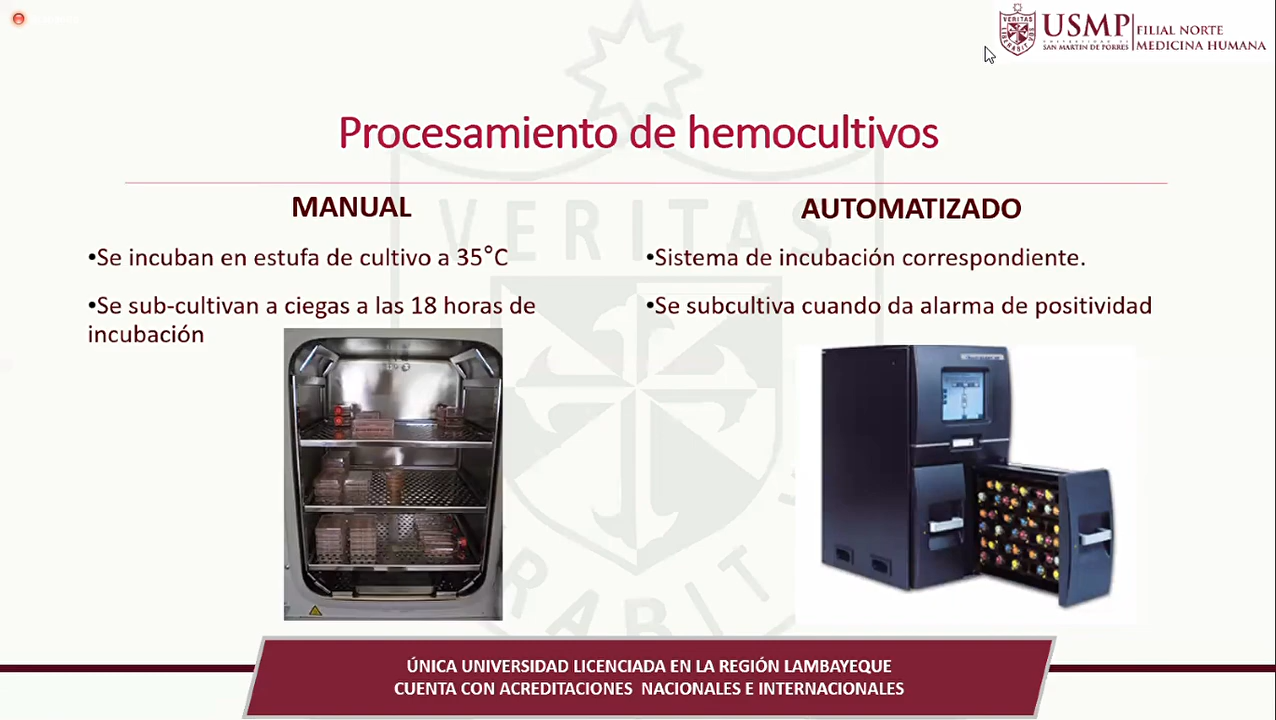 USMP
SAN MARTIN DE PORRES
FILIAL NORTE
MEDICINA HUMANA
Procesamiento de hemocultivos
MANUAL
•Se incuban en estufa de cultivo a 35°C
•Se sub-cultivan a ciegas a las 18 horas de
incubación
AUTOMATIZADO
•Sistema de incubación correspondiente.
•Se subcultiva cuando da alarma de positividad
VERITAS
ÚNICA UNIVERSIDAD LICENCIADA EN LA REGIÓN LAMBAYEQUE
CUENTA CON ACREDITACIONES NACIONALES E INTERNACIONALES